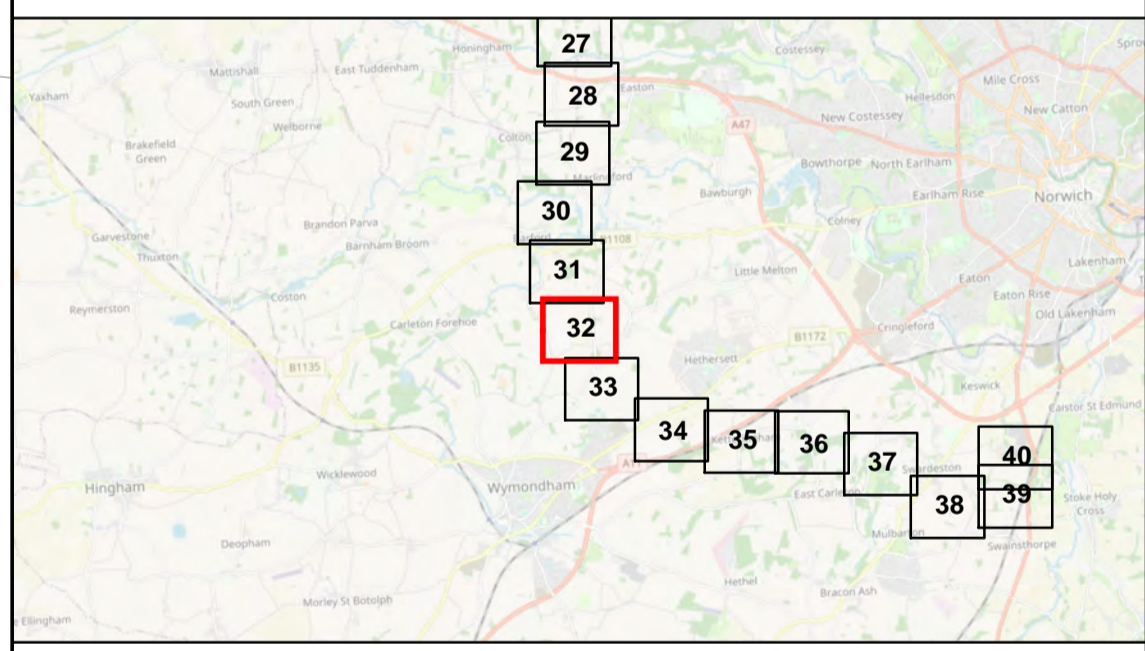 27
Honingham
Costessey
Mattishall
East Tuddenham
Mile Cross
Yaxham
South Green
28
Easton
Hellesdon
New Catton
Welborne
A47
New Costessey
Brakefield
Green
Colton
29
Bowthorpe
North Earlham
Marlingford
Bawburgh
Earlham Rise
Norwich
30
Brandon Parva
Colney
Garvestone
Barnham Broom
B1108
Thuxton
Lakenham
31
Little Melton
Eaton
Coston
Eaton Rise
Reymerston
Old Lakenham
Carleton Forehoe
32
B1172
Cringleford
Hethersett
B1135
33
Keswick
Caistor St Edmund
34
35
36
40
37
Swardeston
Wicklewood
Hingham
Wymondham
A11
East Carleton
39
Stoke Holy
Cross
38
Mulbarton
Deopham
Swainsthorpe
Hethel
Bracon Ash
Morley St Botolph
e Ellingham